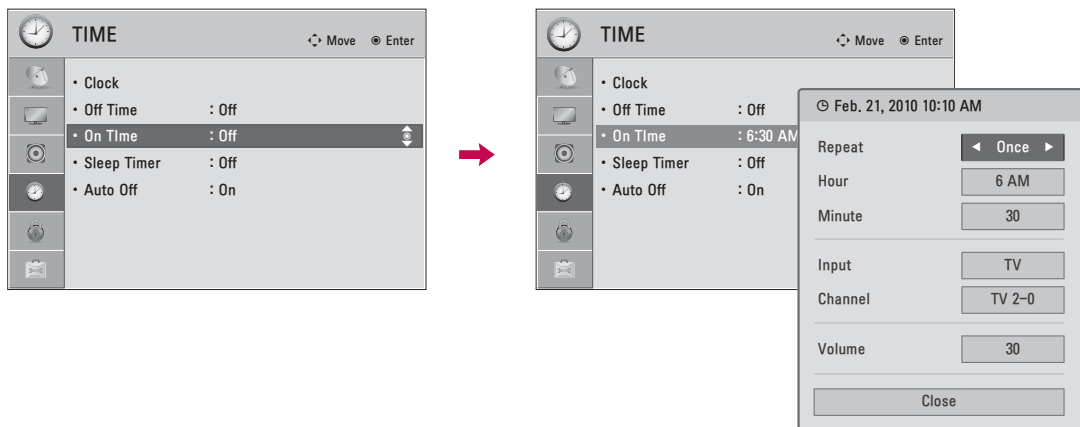 TIME
Move Enter
• Clock
• Off Time : Off
• On TIme : Off
• Sleep Timer : Off
• Auto Off : On
TIME
Move Enter
• Clock
• Off Time : Off
• On TIme : 6:30 AM
• Sleep Timer : Off
• Auto Off : On
Feb. 21, 2010 10:10 AM
Repeat ◄ Once ►
Hour 6 AM
Minute 30
Input TV
Channel TV 2-0
Volume 30
Close